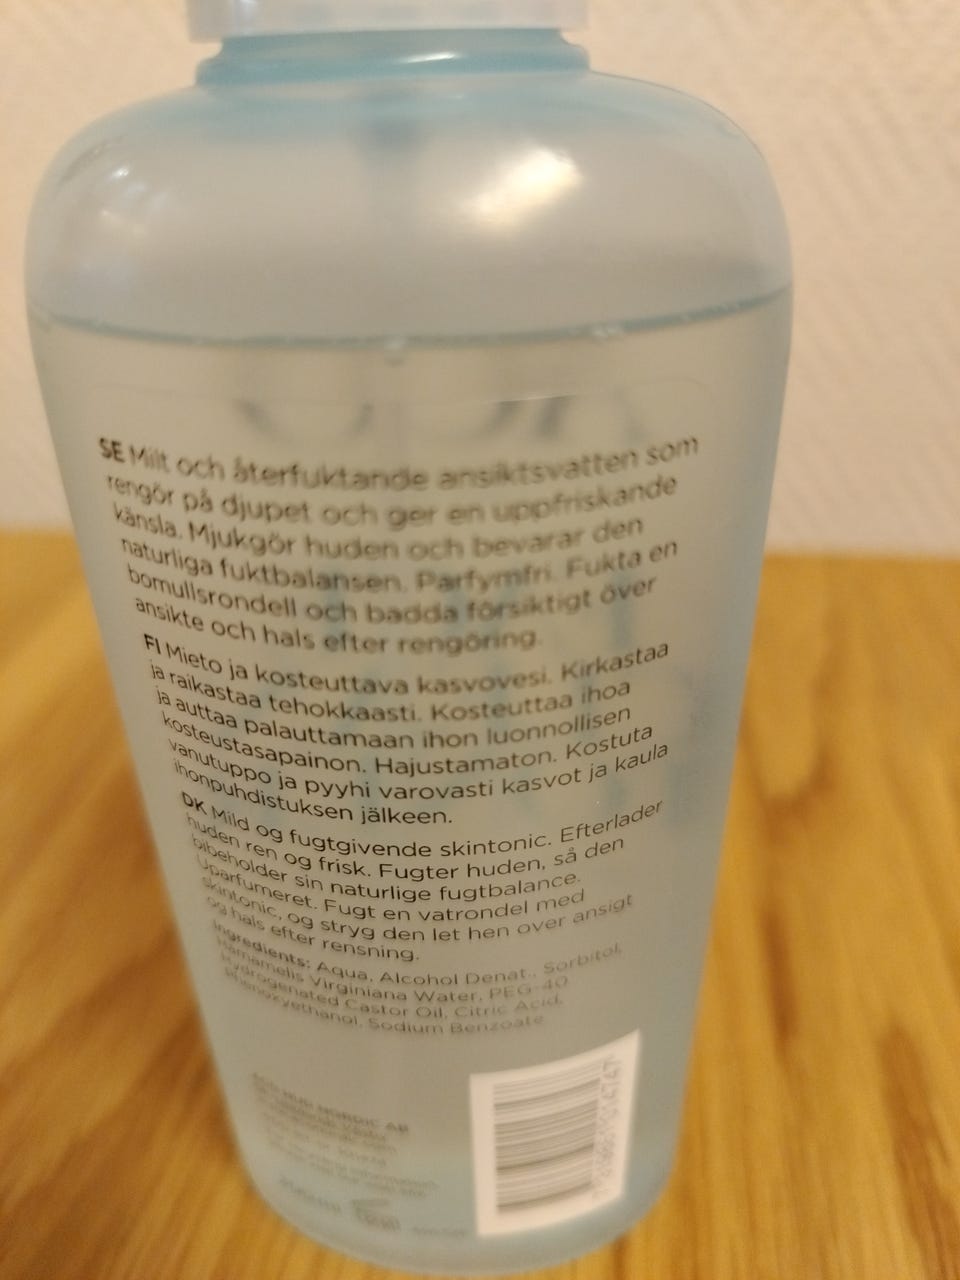 SE Milt och återfuktande ansiktsvatten som
rengör på djupet och ger en uppfriskande
känsla. Mjukgör huden och bevarar den
naturliga fuktbalansen. Parfymfri. Fukta en
bomullsrondell och badda försiktigt över
ansikte och hals efter rengöring.
FI Mieto ja kosteuttava kasvovesi. Kirkastaa
ja raikastaa tehokkaasti. Kosteuttaa ihoa
ja auttaa palauttamaan ihon luonnollisen
kosteustasapainon. Hajustamaton. Kostuta
vanutuppo ja pyyhi varovasti kasvot ja kaula
ihonpuhdistuksen jälkeen.
DK Mild og fugtgivende skintonic. Efterlader
huden ren og frisk. Fugter huden, så den
bibeholder sin naturlige fugtbalance.
Uparfumeret. Fugt en vatrondel med
skintonic, og stryg den let hen over ansigt
og hals efter rensning.
Ingredients: Aqua, Alcohol Denat., Sorbitol,
Hamamelis Virginiana Water, PEG-40
Hydrogenated Castor Oil, Citric Acid,
Phenoxyethanol, Sodium Benzoate
NORDIC AB